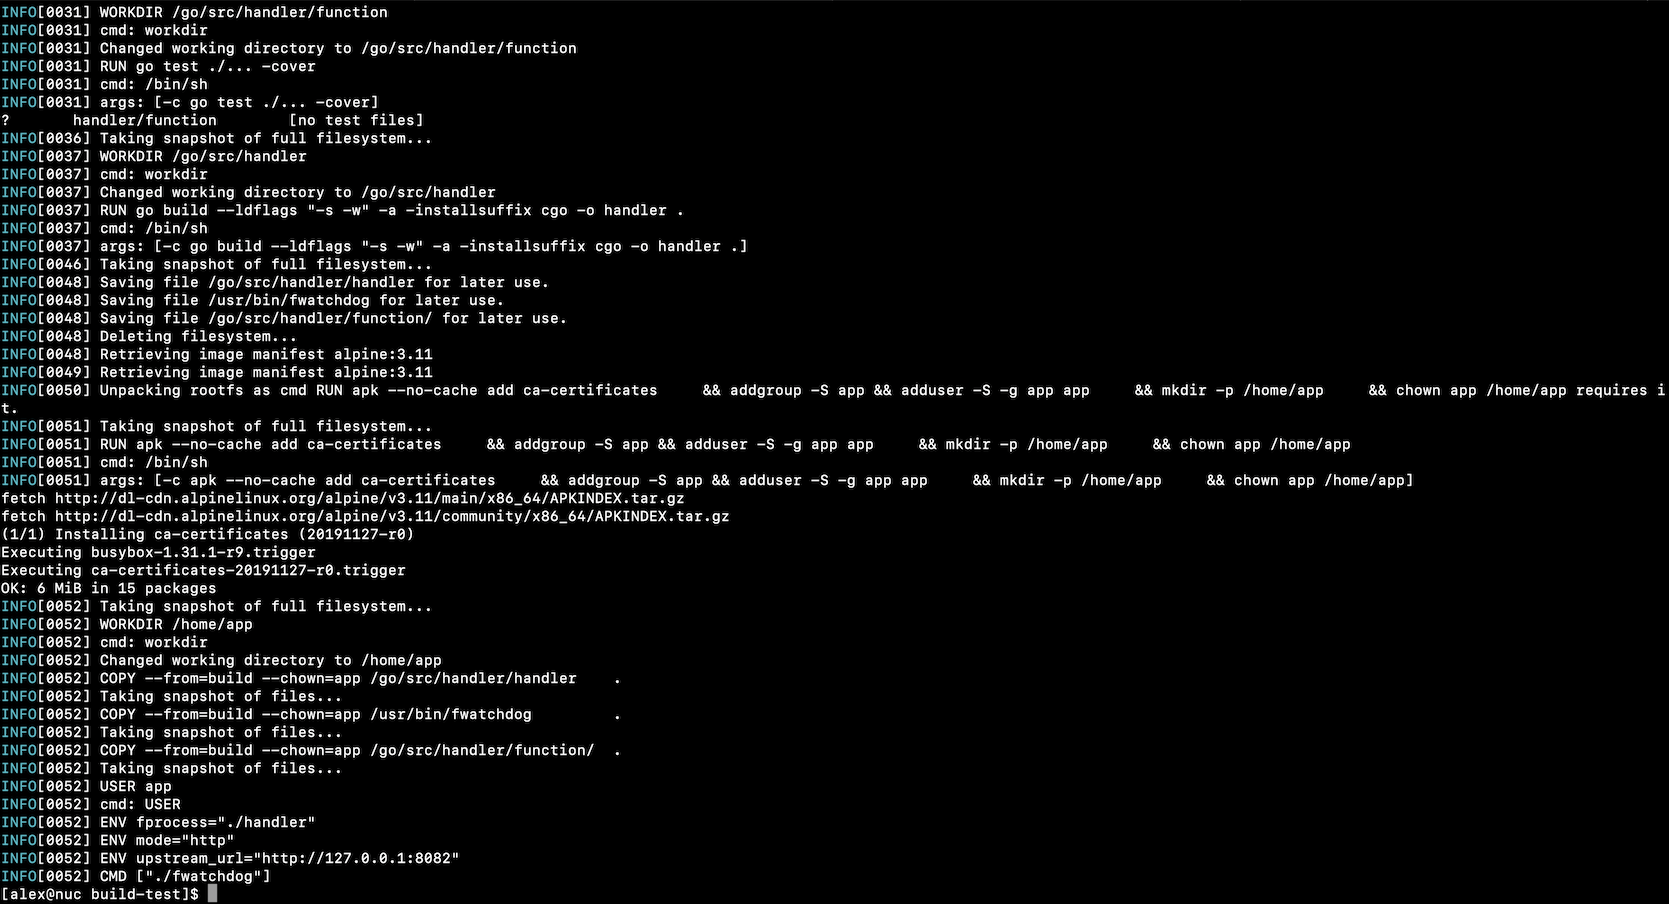 INFO[0031] WORKDIR /go/src/handler/function
INFO[0031] cmd: workdir
INFO[0031] Changed working directory to /go/src/handler/function
INFO[0031] RUN go test ./... -cover
INFO[0031] cmd: /bin/sh
INFO[0031] args: [-c go test ./... -cover]
?       handler/function        [no test files]
INFO[0036] Taking snapshot of full filesystem...
INFO[0037] WORKDIR /go/src/handler
INFO[0037] cmd: workdir
INFO[0037] Changed working directory to /go/src/handler
INFO[0037] RUN go build --ldflags "-s -w" -a -installsuffix cgo -o handler .
INFO[0037] cmd: /bin/sh
INFO[0037] args: [-c go build --ldflags "-s -w" -a -installsuffix cgo -o handler .]
INFO[0046] Taking snapshot of full filesystem...
INFO[0048] Saving file /go/src/handler/handler for later use.
INFO[0048] Saving file /usr/bin/fwatchdog for later use.
INFO[0048] Saving file /go/src/handler/function/ for later use.
INFO[0048] Deleting filesystem...
INFO[0048] Retrieving image manifest alpine:3.11
INFO[0049] Retrieving image manifest alpine:3.11
INFO[0050] Unpacking rootfs as cmd RUN apk --no-cache add ca-certificates     && addgroup -S app && adduser -S -g app app     && mkdir -p /home/app     && chown app /home/app requires i
t.
INFO[0051] Taking snapshot of full filesystem...
INFO[0051] RUN apk --no-cache add ca-certificates     && addgroup -S app && adduser -S -g app app     && mkdir -p /home/app     && chown app /home/app
INFO[0051] cmd: /bin/sh
INFO[0051] args: [-c apk --no-cache add ca-certificates     && addgroup -S app && adduser -S -g app app     && mkdir -p /home/app     && chown app /home/app]
fetch http://dl-cdn.alpinelinux.org/alpine/v3.11/main/x86_64/APKINDEX.tar.gz
fetch http://dl-cdn.alpinelinux.org/alpine/v3.11/community/x86_64/APKINDEX.tar.gz
(1/1) Installing ca-certificates (20191127-r0)
Executing busybox-1.31.1-r9.trigger
Executing ca-certificates-20191127-r0.trigger
OK: 6 MiB in 15 packages
INFO[0052] Taking snapshot of full filesystem...
INFO[0052] WORKDIR /home/app
INFO[0052] cmd: workdir
INFO[0052] Changed working directory to /home/app
INFO[0052] COPY --from=build --chown=app /go/src/handler/handler    .
INFO[0052] Taking snapshot of files...
INFO[0052] COPY --from=build --chown=app /usr/bin/fwatchdog         .
INFO[0052] Taking snapshot of files...
INFO[0052] COPY --from=build --chown=app /go/src/handler/function/  .
INFO[0052] Taking snapshot of files...
INFO[0052] USER app
INFO[0052] cmd: USER
INFO[0052] ENV fprocess="./handler"
INFO[0052] ENV mode="http"
INFO[0052] ENV upstream_url="http://127.0.0.1:8082"
INFO[0052] CMD ["./fwatchdog"]
[alex@nuc build-test]$